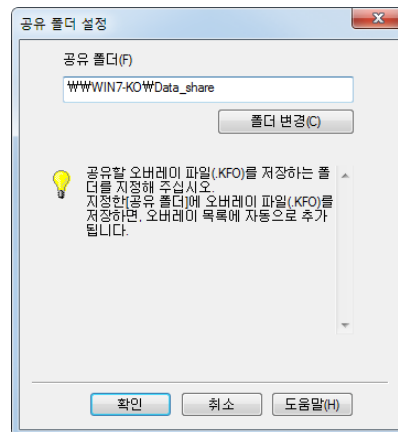 공유 폴더 설정
공유 폴더(F)
₩₩WIN7-KO₩Data_share
폴더 변경(C)
공유할 오버레이 파일(.KFO)를 저장하는 폴
더를 지정해 주십시오.
지정한[공유 폴더]에 오버레이 파일(.KFO)를
저장하면, 오버레이 목록에 자동으로 추가
됩니다.
확인
취소
도움말(H)